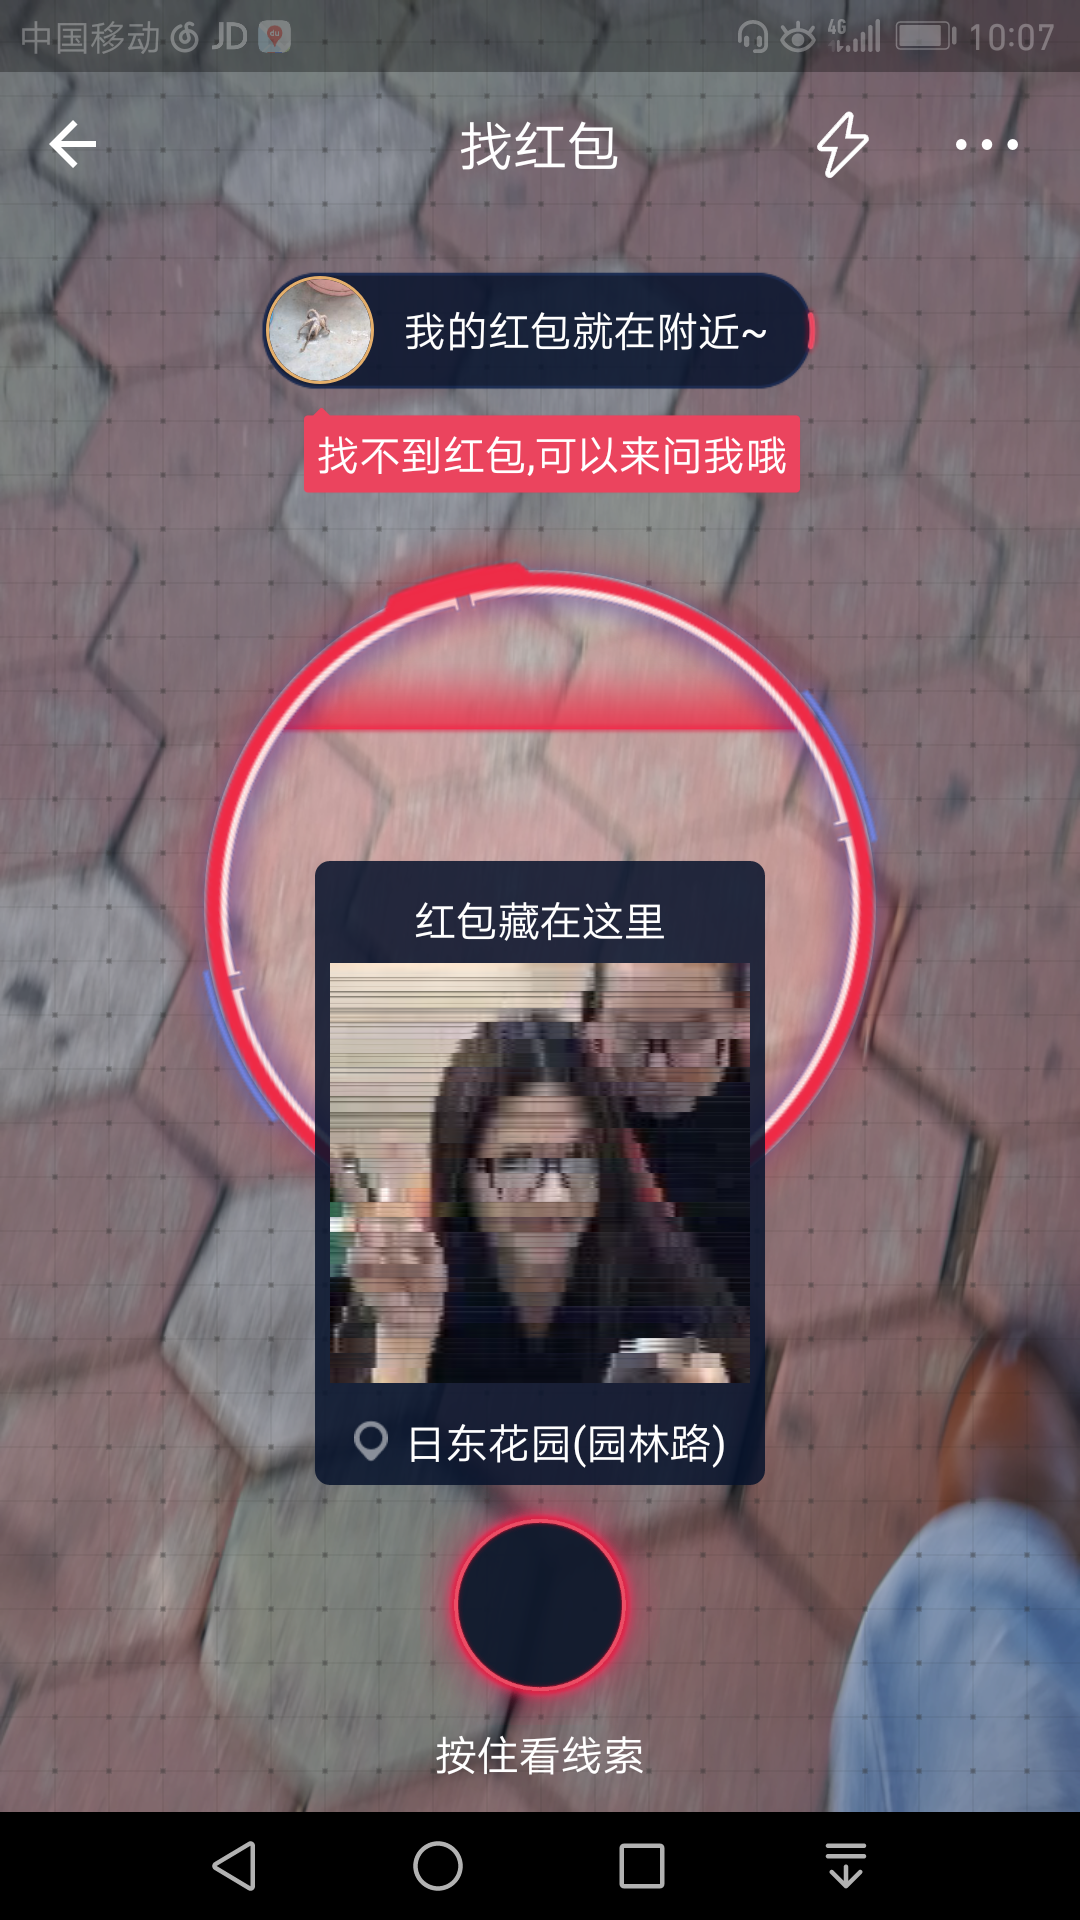 中国移动 JD du 4G 10:07
找红包
我的红包就在附近~
找不到红包,可以来问我哦
红包藏在这里
日东花园(园林路)
按住看线索